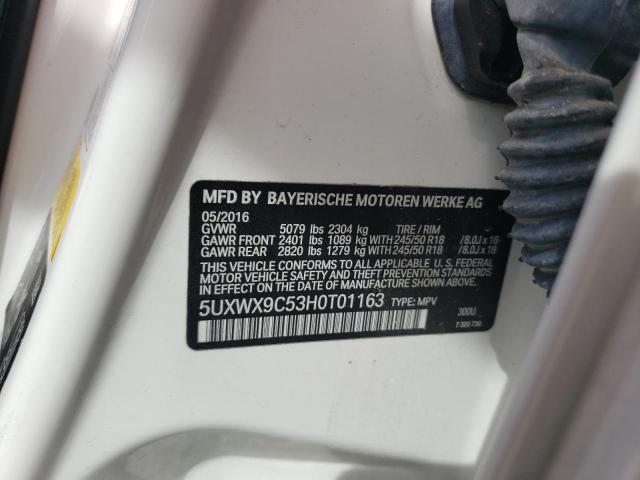 MFD BY BAYERISCHE MOTOREN WERKE AG
05/2016
GVWR 5079 lbs 2304 kg TIRE / RIM
GAWR FRONT 2401 lbs 1089 kg WITH 245/50 R18 /8.0J x 18
GAWR REAR 2820 lbs 1279 kg WITH 245/50 R18 /8.0J x 18
THIS VEHICLE CONFORMS TO ALL APPLICABLE U. S. FEDERAL
MOTOR VEHICLE SAFETY AND THEFT PREVENTION STANDARDS
IN EFFECT ON THE DATE OF MANUFACTURE SHOWN ABOVE.
5UXWX9C53H0T01163 TYPE: MPV
300U